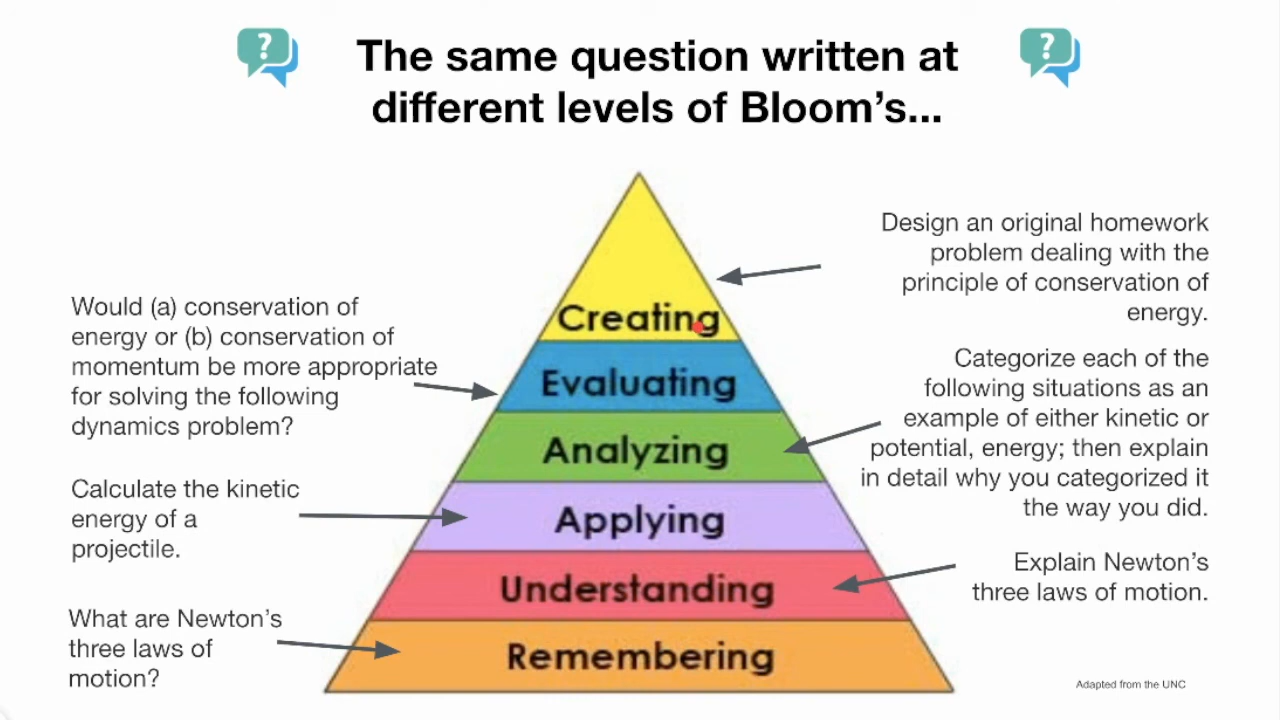 ?
?
The same question written at
different levels of Bloom’s...
Design an original homework
problem dealing with the
principle of conservation of
energy.
Would (a) conservation of
energy or (b) conservation of
momentum be more appropriate
for solving the following
dynamics problem?
Categorize each of the
following situations as an
example of either kinetic or
potential, energy; then explain
in detail why you categorized it
the way you did.
Calculate the kinetic
energy of a
projectile.
Explain Newton’s
three laws of motion.
What are Newton’s
three laws of
motion?
Creating
Evaluating
Analyzing
Applying
Understanding
Remembering
Adapted from the UNC